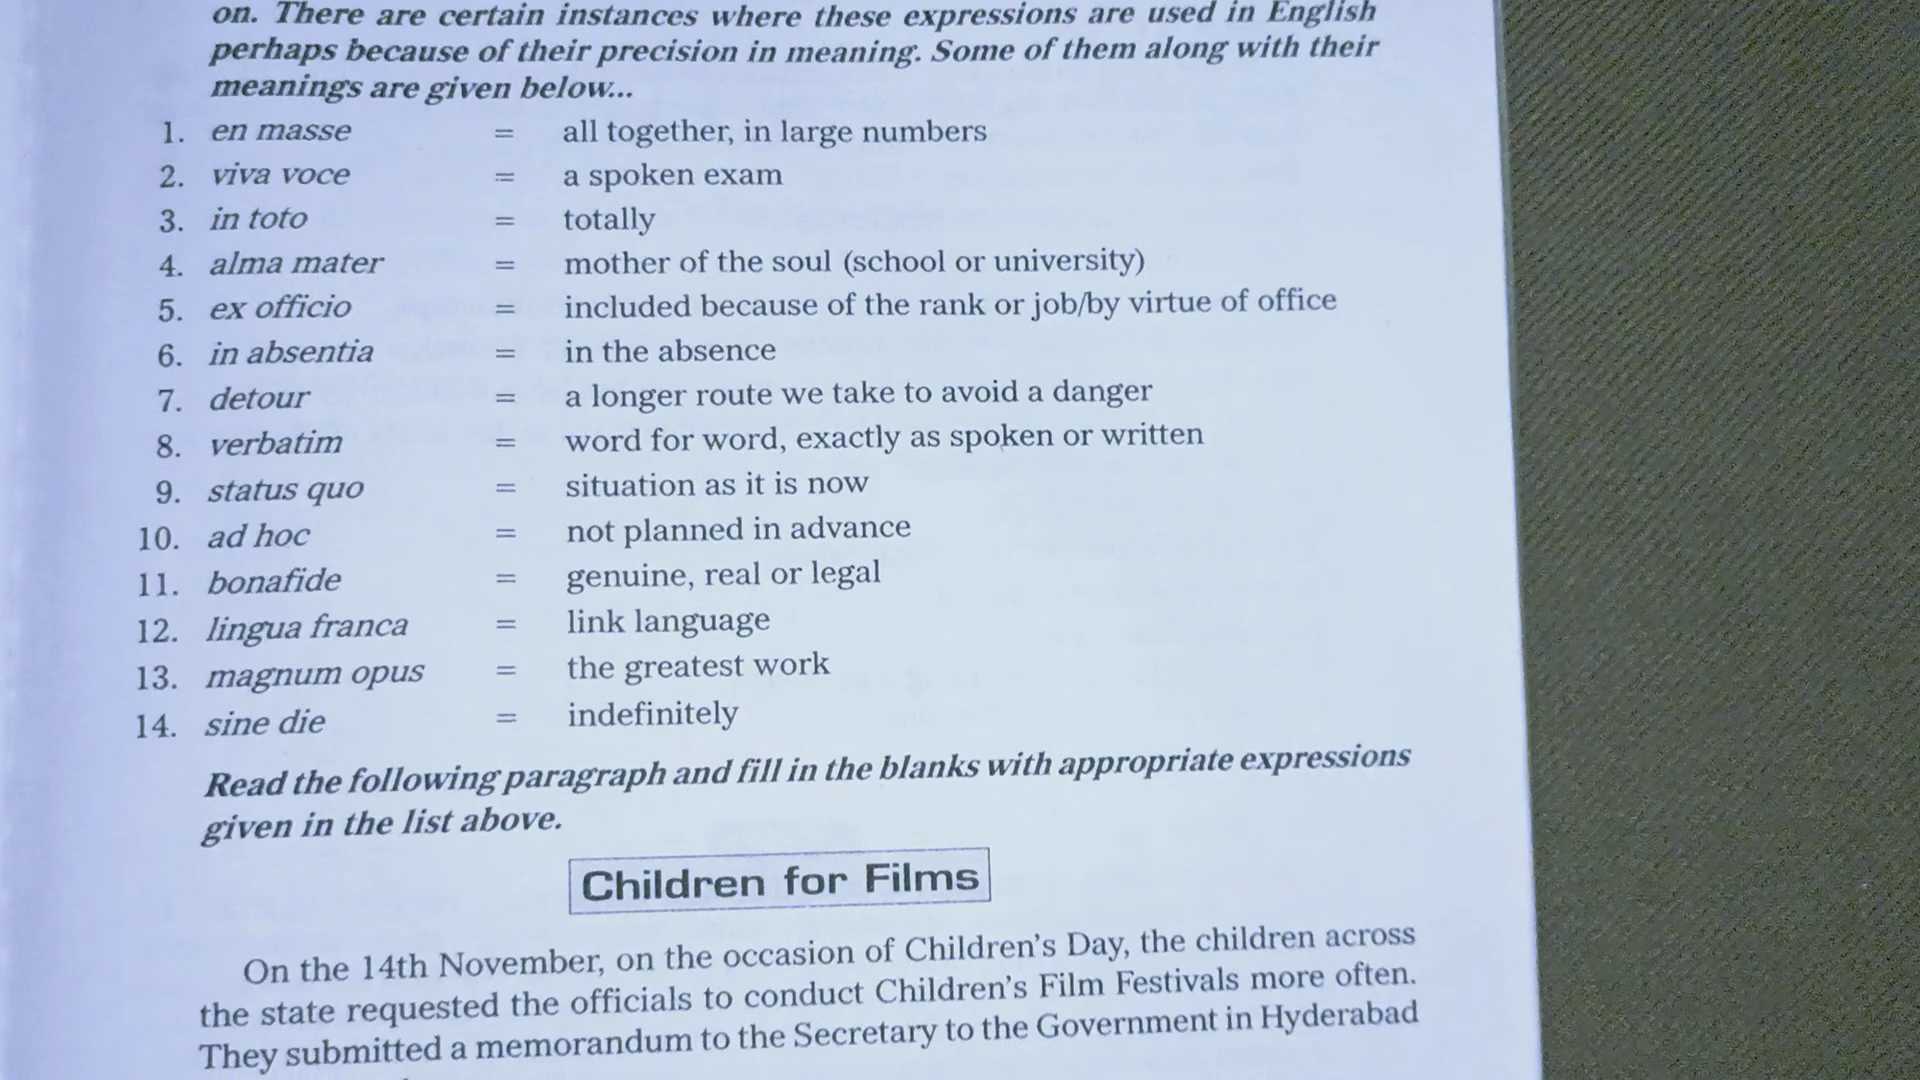 on. There are certain instances where these expressions are used in English
perhaps because of their precision in meaning. Some of them along with their
meanings are given below...
1. en masse = all together, in large numbers
2. viva voce = a spoken exam
3. in toto = totally
4. alma mater = mother of the soul (school or university)
5. ex officio = included because of the rank or job/by virtue of office
6. in absentia = in the absence
7. detour = a longer route we take to avoid a danger
8. verbatim = word for word, exactly as spoken or written
9. status quo = situation as it is now
10. ad hoc = not planned in advance
11. bonafide = genuine, real or legal
12. lingua franca = link language
13. magnum opus = the greatest work
14. sine die = indefinitely
Read the following paragraph and fill in the blanks with appropriate expressions
given in the list above.
Children for Films
On the 14th November, on the occasion of Children's Day, the children across
the state requested the officials to conduct Children's Film Festivals more often.
They submitted a memorandum to the Secretary to the Government in Hyderabad